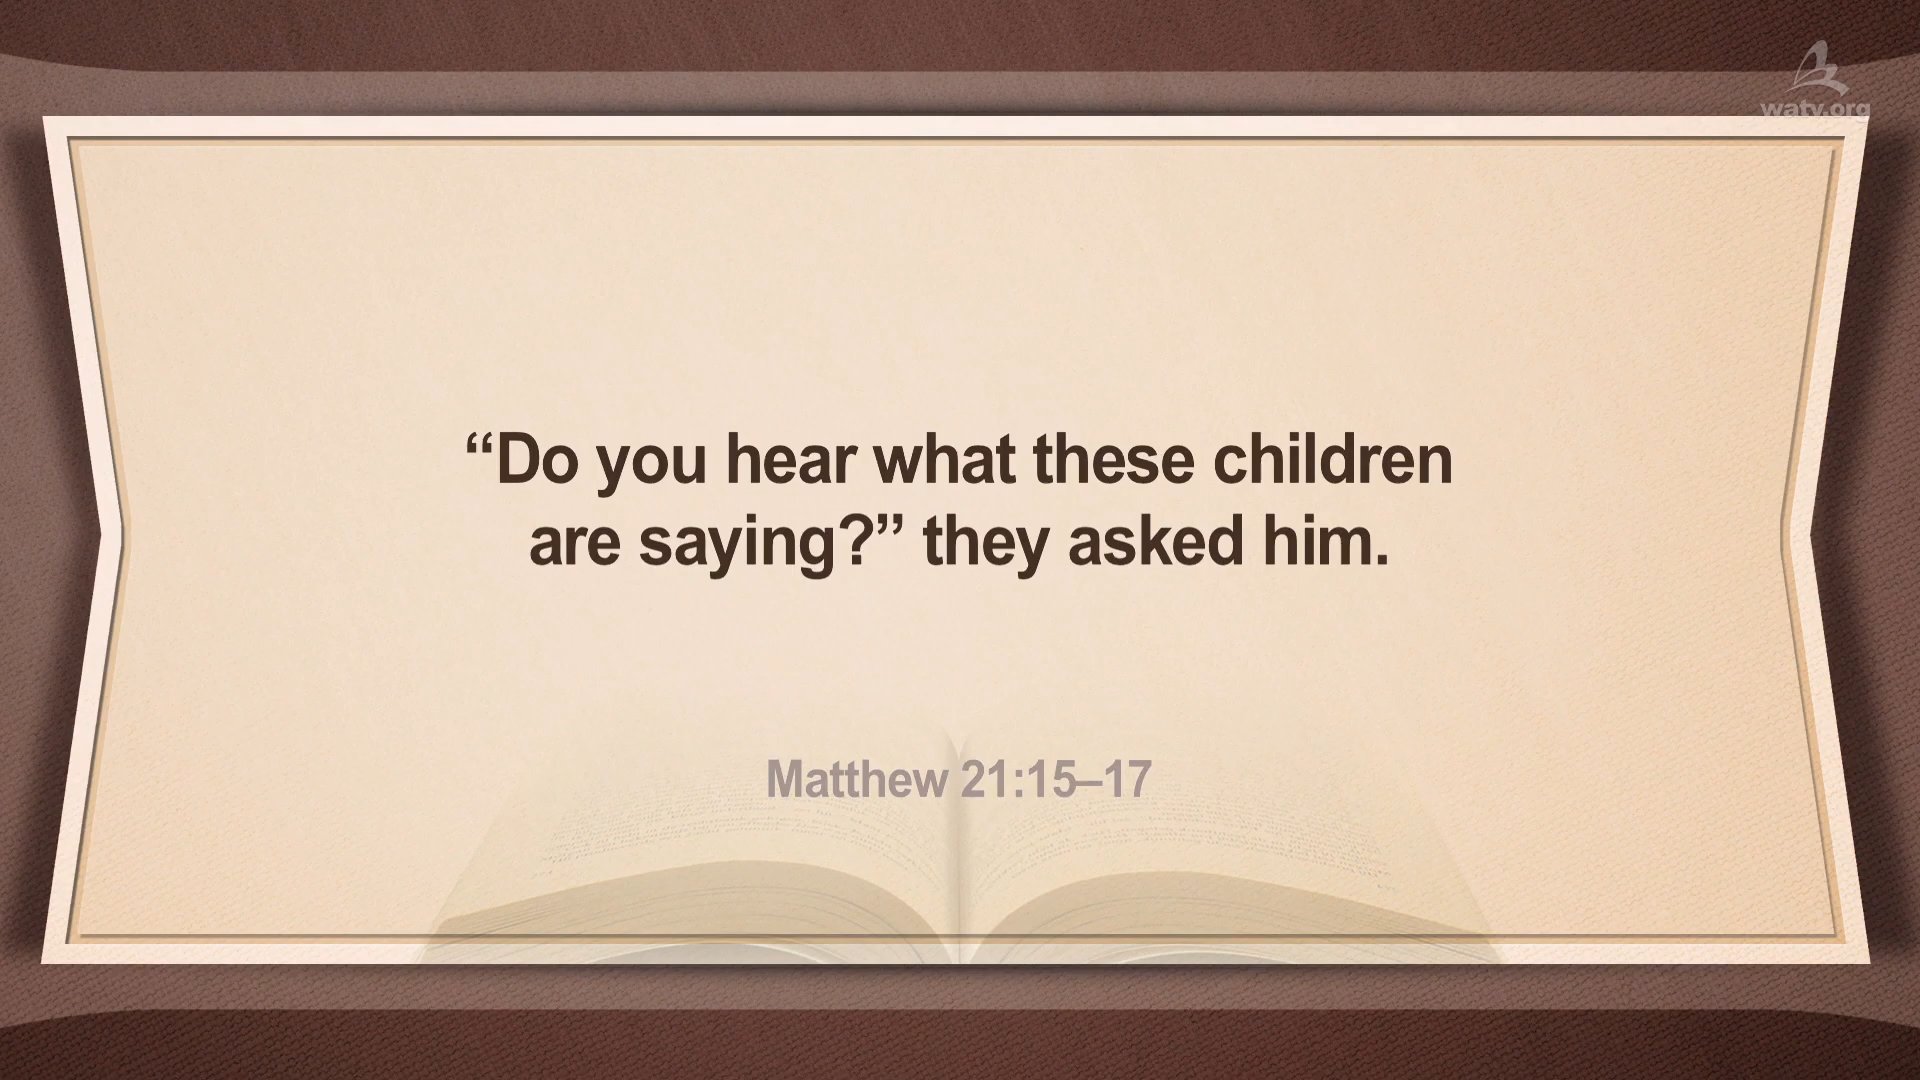 watv.org
“Do you hear what these children
are saying?” they asked him.
Matthew 21:15–17